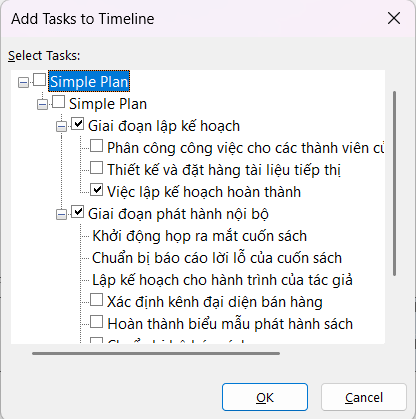 Add Tasks to Timeline
Select Tasks:
Simple Plan
Simple Plan
Giai đoạn lập kế hoạch
Phân công công việc cho các thành viên
Thiết kế và đặt hàng tài liệu tiếp thị
Việc lập kế hoạch hoàn thành
Giai đoạn phát hành nội bộ
Khởi động họp ra mắt cuốn sách
Chuẩn bị báo cáo lời lỗ của cuốn sách
Lập kế hoạch cho hành trình của tác giả
Xác định kênh đại diện bán hàng
Hoàn thành biểu mẫu phát hành sách
OK
Cancel